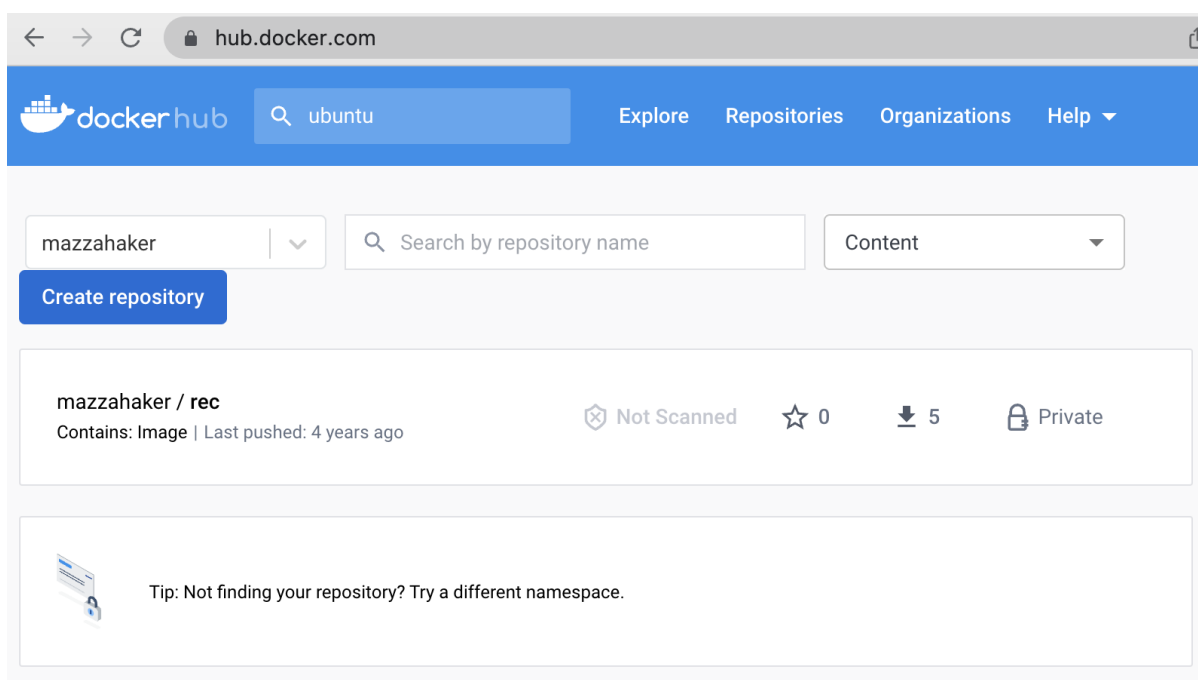 hub.docker.com
dockerhub ubuntu Explore Repositories Organizations Help
mazzahaker Search by repository name Content
Create repository
mazzahaker / rec
Contains: Image | Last pushed: 4 years ago
Not Scanned 0 5 Private
Tip: Not finding your repository? Try a different namespace.